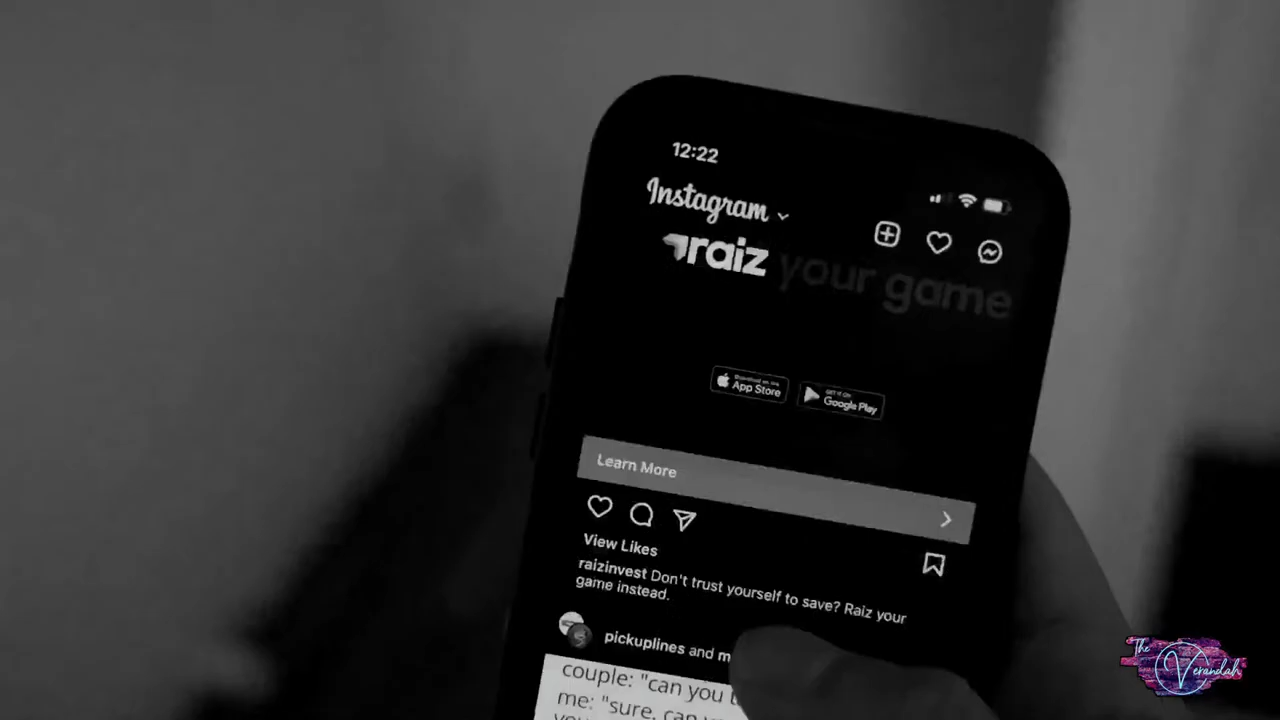 12:22
Instagram
raiz your game
Download on the
App Store
GET IT ON
Google Play
Learn More
View Likes
raizinvest Don't trust yourself to save? Raiz your
game instead.
pickuplines and
couple: "can you
me: "sure, can
The
Verandah